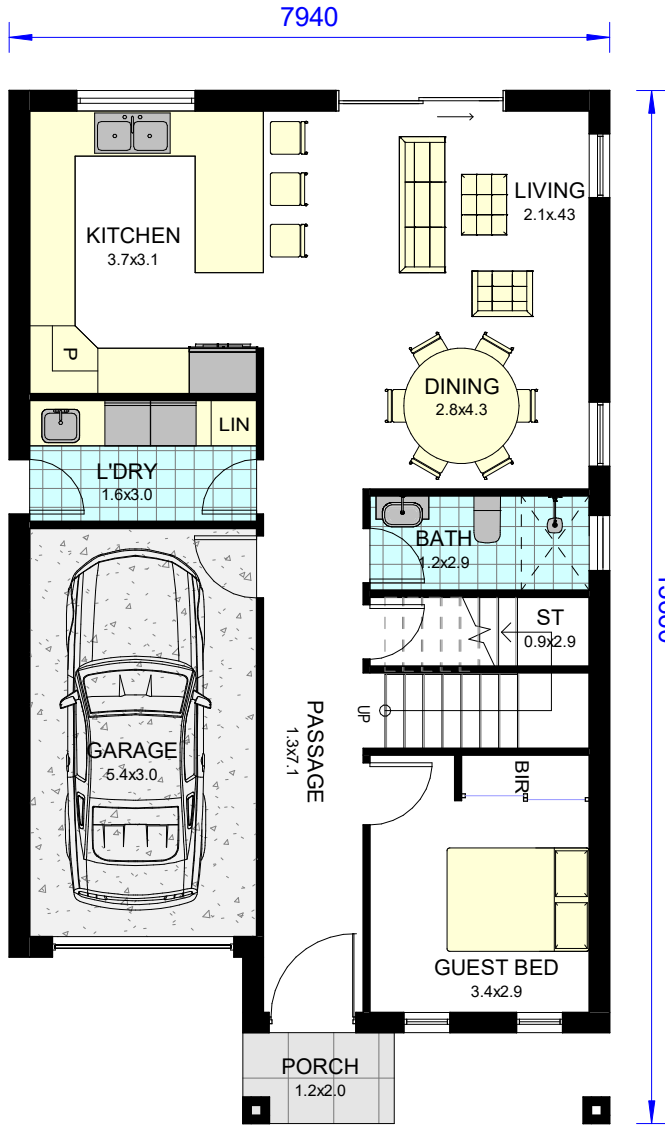 7940
LIVING
2.1x.43
KITCHEN
3.7x3.1
P
DINING
2.8x4.3
LIN
L'DRY
1.6x3.0
BATH
1.2x2.9
ST
0.9x2.9
UP
PASSAGE
1.3x7.1
GARAGE
5.4x3.0
BIR
GUEST BED
3.4x2.9
PORCH
1.2x2.0